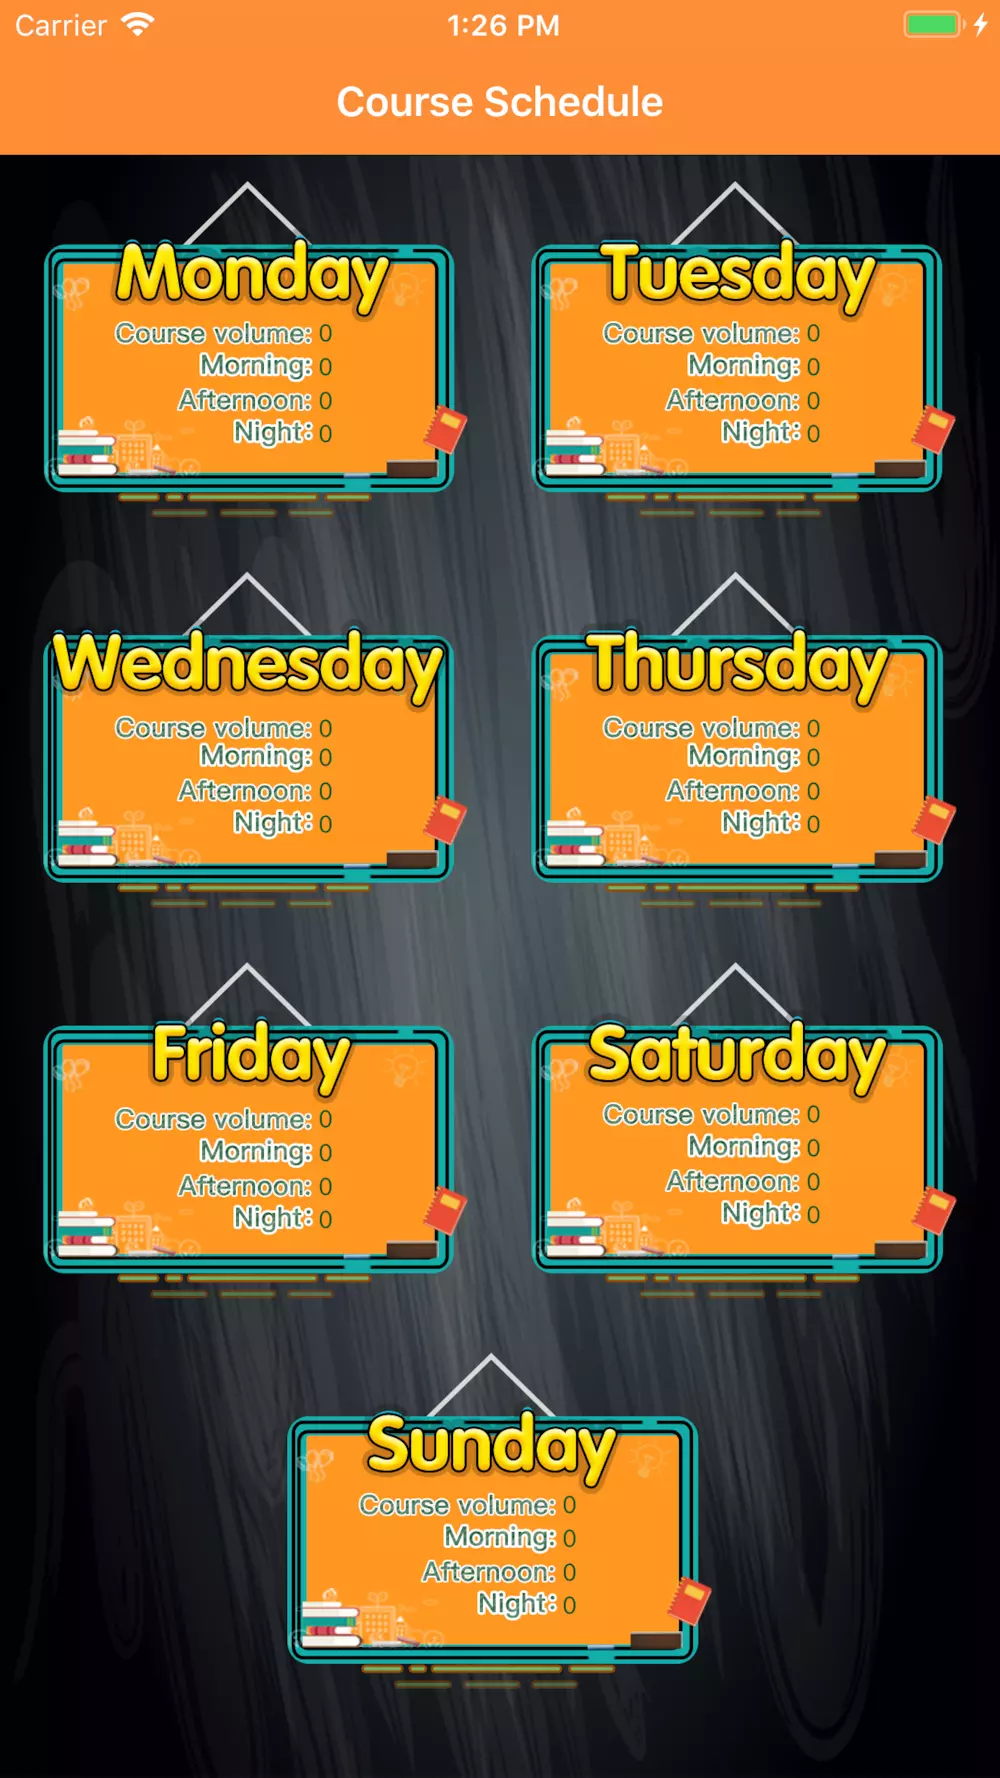 Carrier 1:26 PM
Course Schedule
Monday
Course volume: 0
Morning: 0
Afternoon: 0
Night: 0
Tuesday
Course volume: 0
Morning: 0
Afternoon: 0
Night: 0
Wednesday
Course volume: 0
Morning: 0
Afternoon: 0
Night: 0
Thursday
Course volume: 0
Morning: 0
Afternoon: 0
Night: 0
Friday
Course volume: 0
Morning: 0
Afternoon: 0
Night: 0
Saturday
Course volume: 0
Morning: 0
Afternoon: 0
Night: 0
Sunday
Course volume: 0
Morning: 0
Afternoon: 0
Night: 0